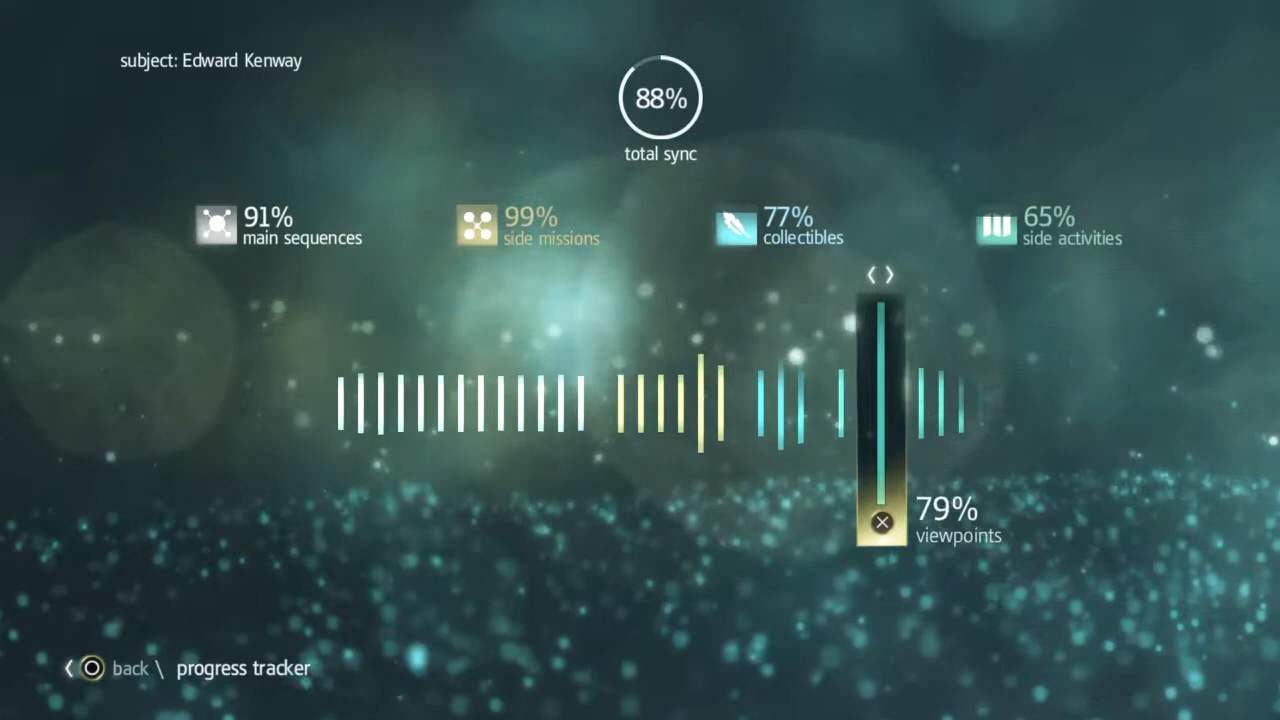 subject: Edward Kenway
88%
total sync
91%
main sequences
99%
side missions
77%
collectibles
65%
side activities
79%
viewpoints
back \ progress tracker